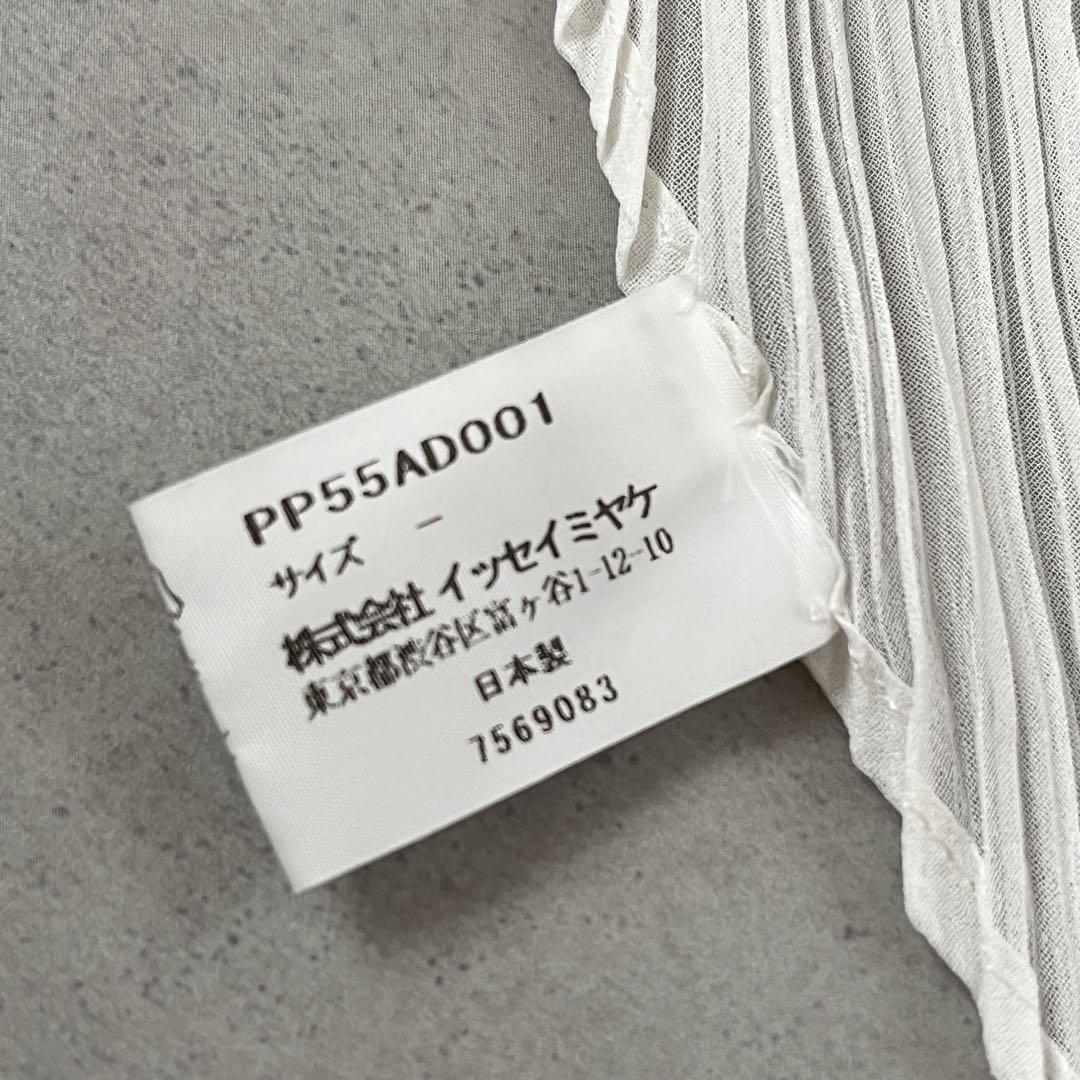 PP55AD001
サイズ －
株式会社 イッセイミヤケ
東京都渋谷区富ヶ谷1-12-10
日本製
7569083